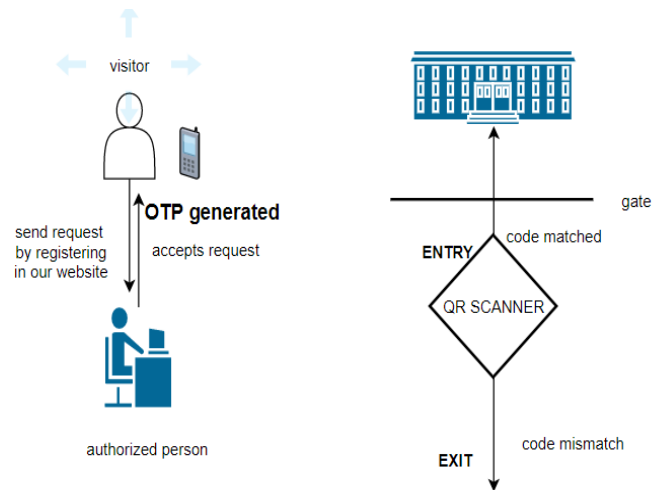 visitor
OTP generated
send request
by registering
in our website
accepts request
authorized person
gate
code matched
ENTRY
QR SCANNER
code mismatch
EXIT